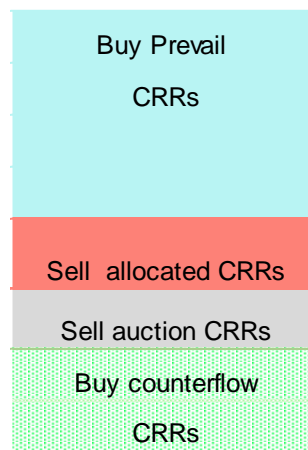 Buy Prevail
CRRs
Sell allocated CRRs
Sell auction CRRs
Buy counterflow
CRRs